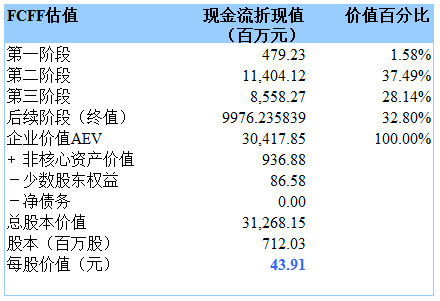 FCFF估值 现金流折现值 价值百分比
（百万元）
第一阶段 479.23 1.58%
第二阶段 11,404.12 37.49%
第三阶段 8,558.27 28.14%
后续阶段（终值） 9976.235839 32.80%
企业价值AEV 30,417.85 100.00%
+ 非核心资产价值 936.88
－少数股东权益 86.58
－净债务 0.00
总股本价值 31,268.15
股本（百万股） 712.03
每股价值（元） 43.91